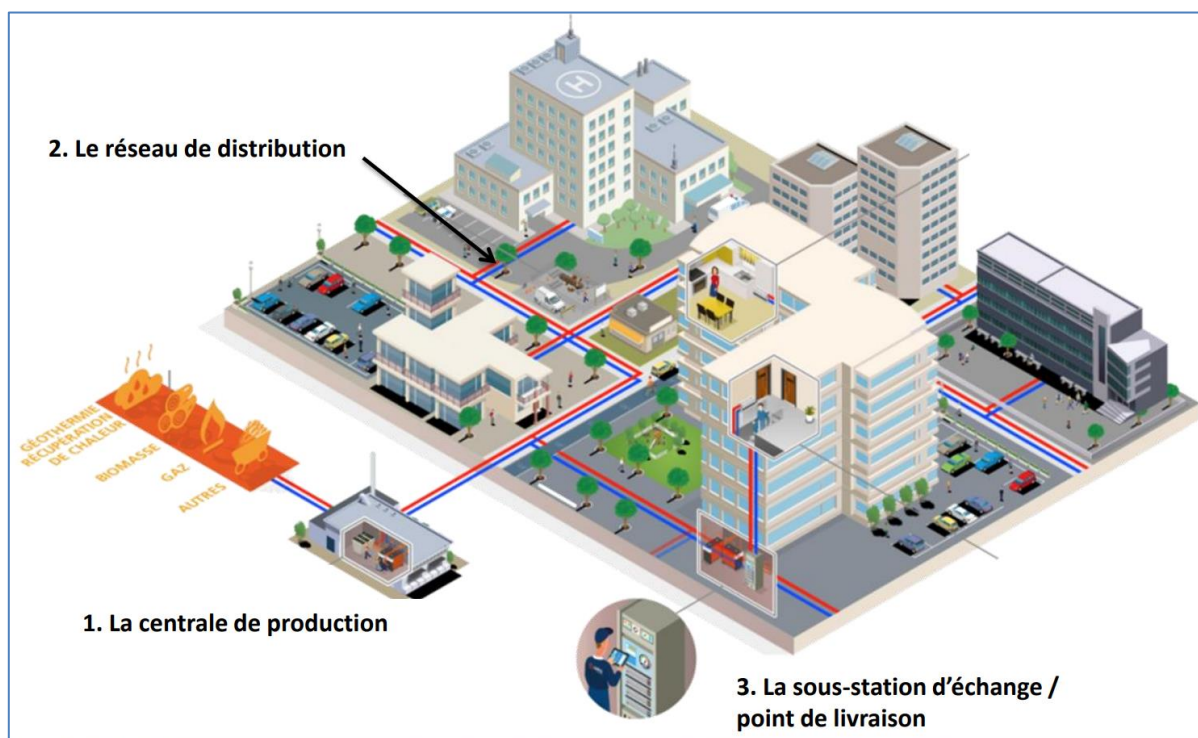 2. Le réseau de distribution
H
GÉOTHERMIE
RÉCUPÉRATION
DE CHALEUR
BIOMASSE
GAZ
AUTRES
1. La centrale de production
3. La sous-station d’échange /
point de livraison